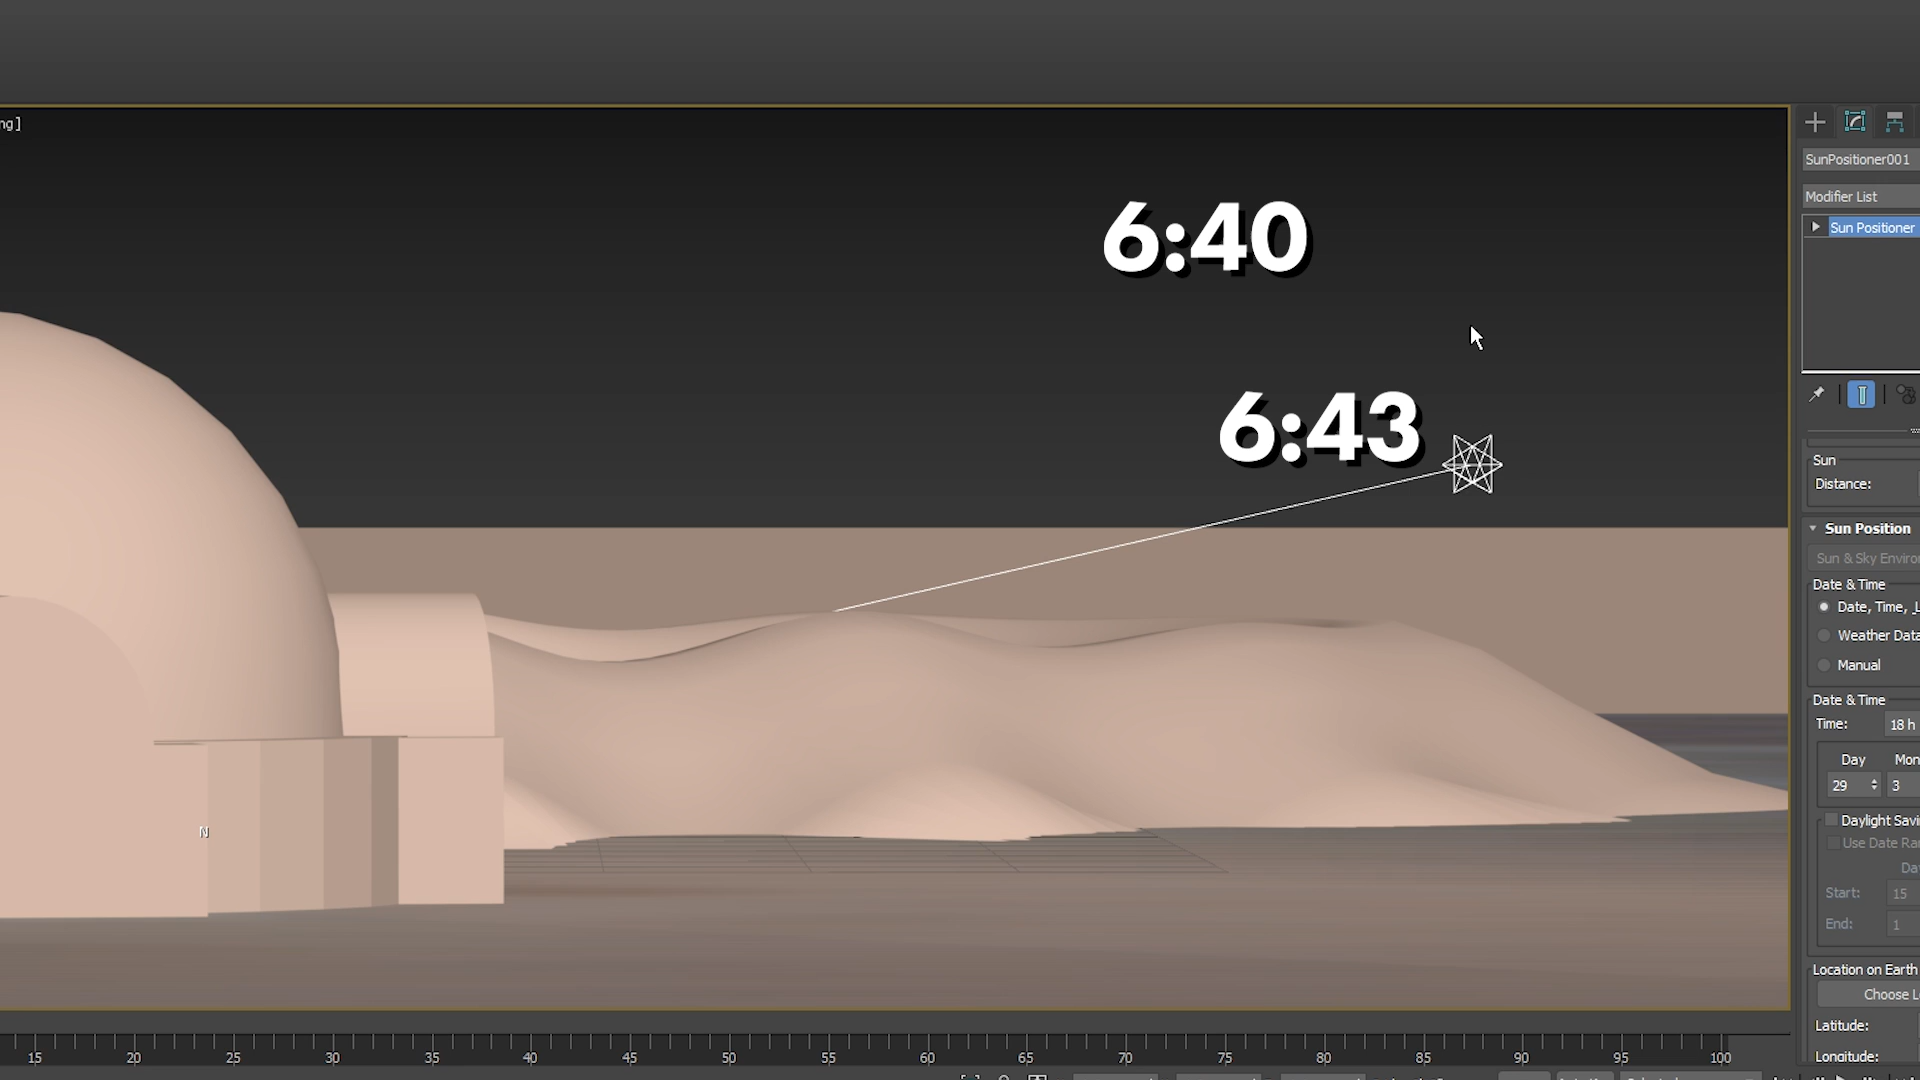 ng]
SunPositioner001
Modifier List
Sun Positioner
6:40
6:43
Sun
Distance:
Sun Position
Sun & Sky Enviro
Date & Time
Date, Time, L
Weather Data
Manual
Date & Time
Time: 18 h
Day Mon
29 3
Daylight Savi
Use Date Ra
Da
Start: 15
End: 1
N
Location on Earth
Choose L
Latitude:
Longitude:
15 20 25 30 35 40 45 50 55 60 65 70 75 80 85 90 95 100